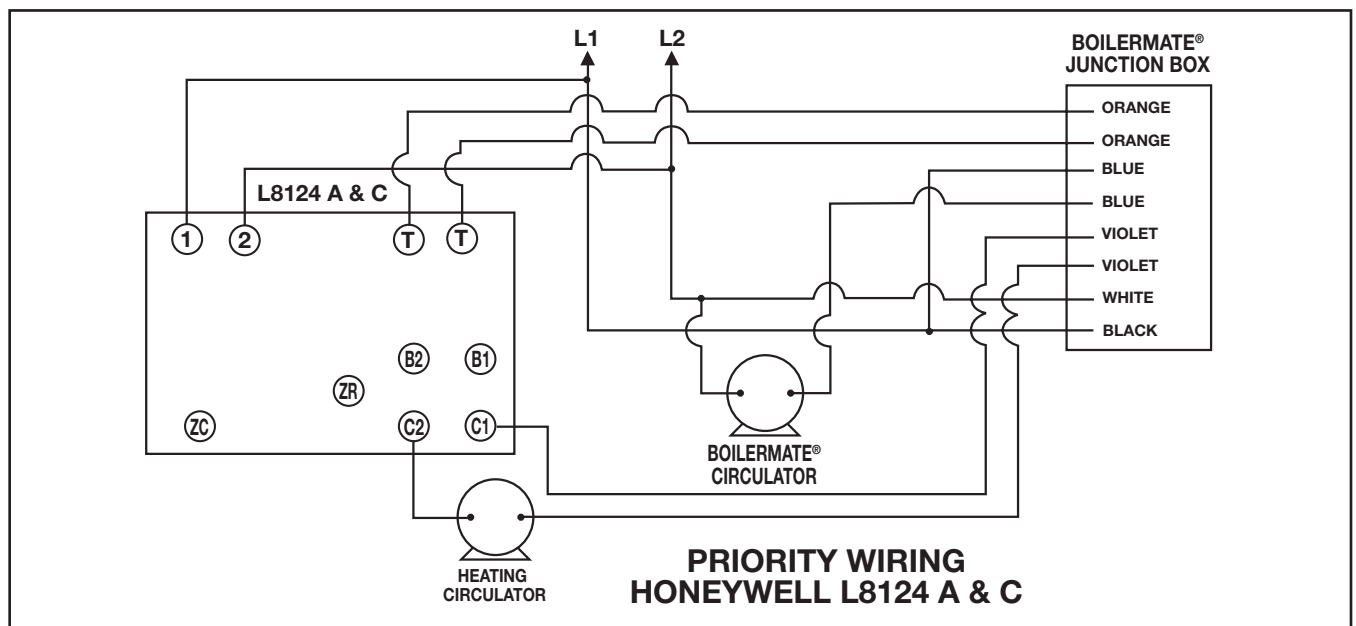 L1
L2
BOILERMATE®
JUNCTION BOX
ORANGE
ORANGE
BLUE
BLUE
VIOLET
VIOLET
WHITE
BLACK
L8124 A & C
1
2
T
T
B2
B1
ZR
ZC
C2
C1
BOILERMATE®
CIRCULATOR
HEATING
CIRCULATOR
PRIORITY WIRING
HONEYWELL L8124 A & C